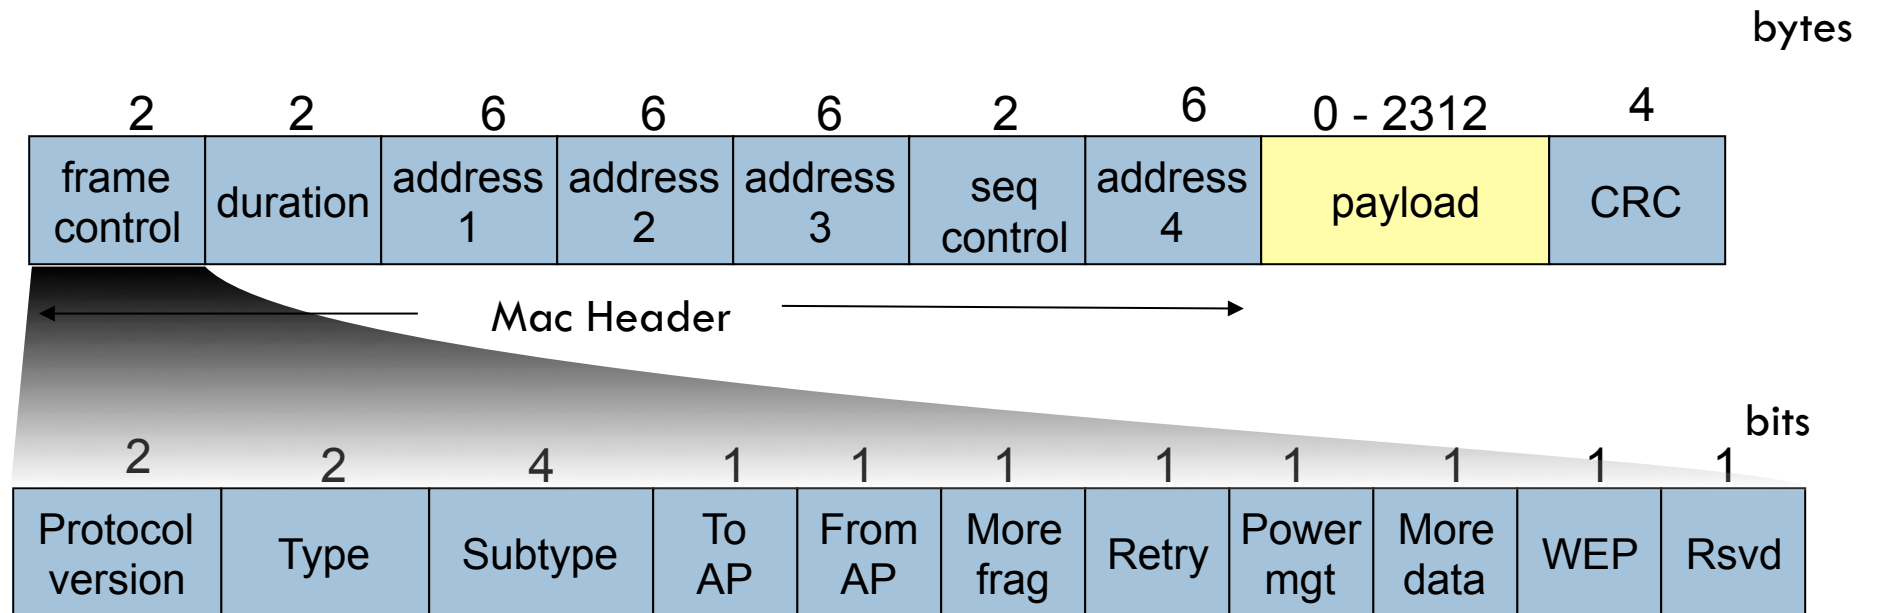 bytes
2 2 6 6 6 2 6 0 - 2312 4
frame control
duration
address 1
address 2
address 3
seq control
address 4
payload
CRC
Mac Header
bits
2 2 4 1 1 1 1 1 1 1 1
Protocol version
Type
Subtype
To AP
From AP
More frag
Retry
Power mgt
More data
WEP
Rsvd